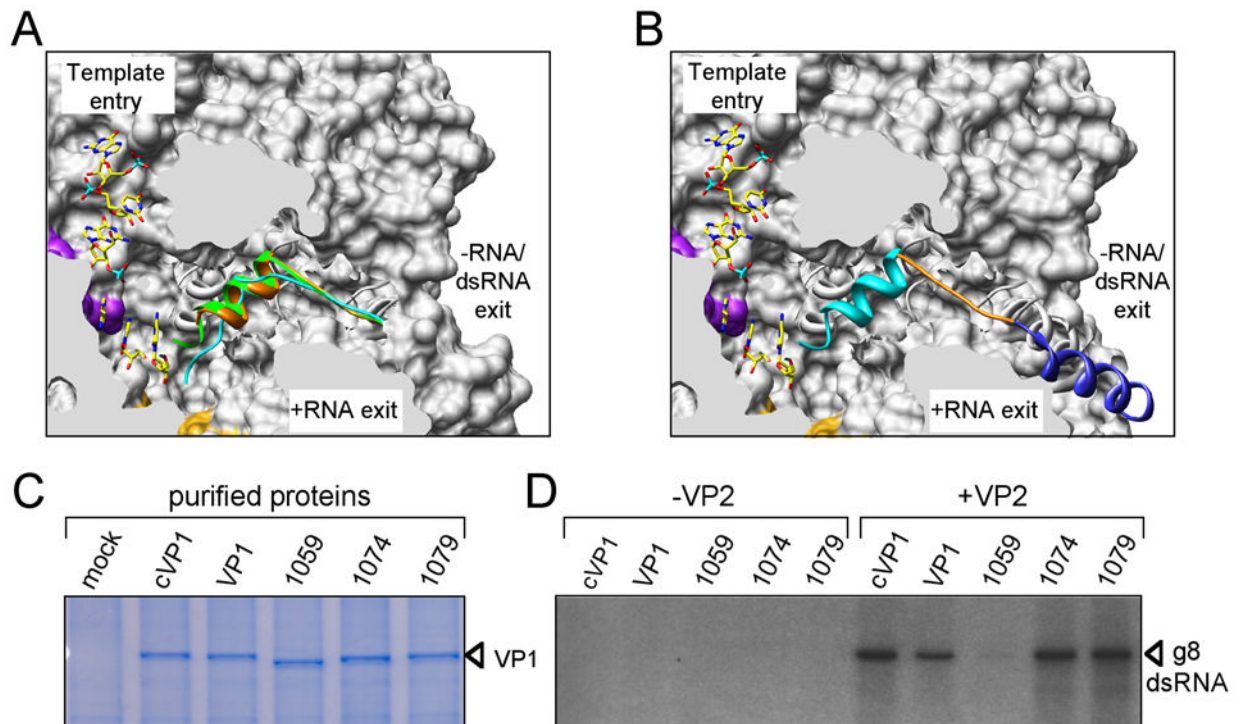 A
Template
entry
-RNA/
dsRNA
exit
+RNA exit
B
Template
entry
-RNA/
dsRNA
exit
+RNA exit
C
purified proteins
mock
cVP1
VP1
1059
1074
1079
VP1
D
-VP2
+VP2
cVP1
VP1
1059
1074
1079
cVP1
VP1
1059
1074
1079
g8
dsRNA